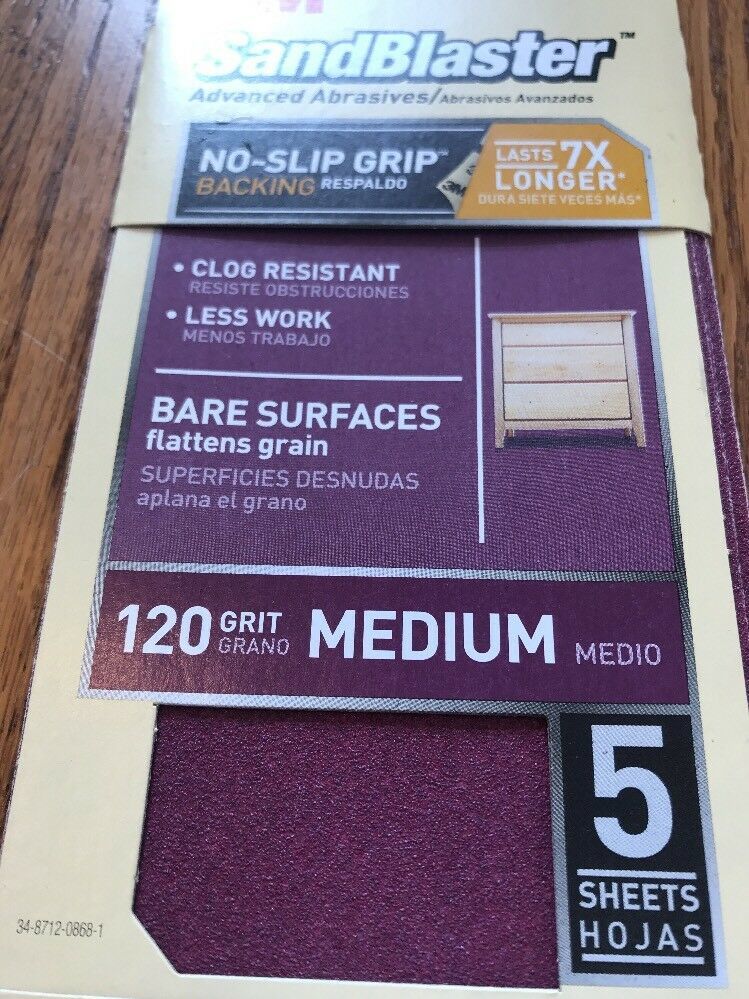 SandBlaster™
Advanced Abrasives/Abrasivos Avanzados
NO-SLIP GRIP™
BACKING RESPALDO
3M
LASTS 7X
LONGER*
DURA SIETE VECES MÁS*
• CLOG RESISTANT
RESISTE OBSTRUCCIONES
• LESS WORK
MENOS TRABAJO
BARE SURFACES
flattens grain
SUPERFICIES DESNUDAS
aplana el grano
120 GRIT GRANO MEDIUM MEDIO
5
SHEETS
HOJAS
34-8712-0868-1